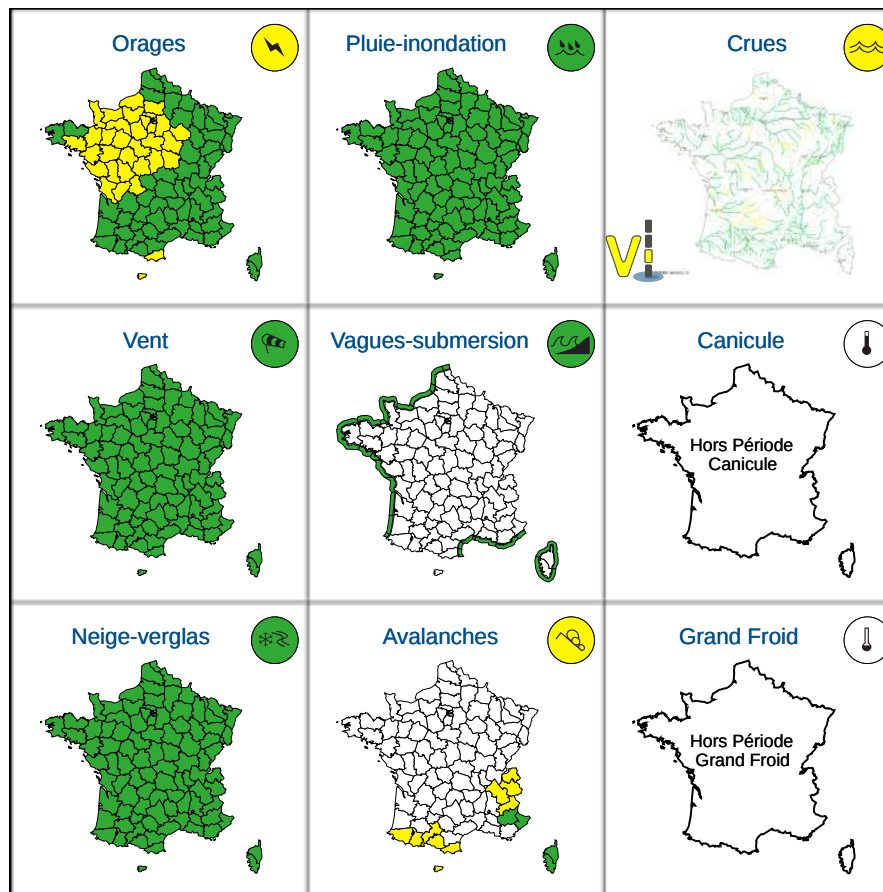 Orages
Pluie-inondation
Crues
Vi
Vent
Vagues-submersion
Canicule
Hors Période
Canicule
Neige-verglas
Avalanches
Grand Froid
Hors Période
Grand Froid